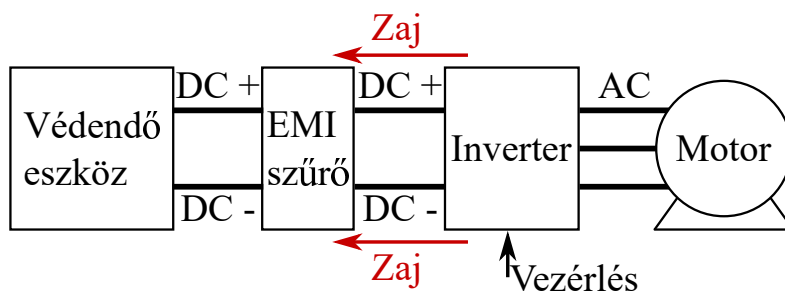 Zaj
DC +
DC +
AC
Védendő
eszköz
EMI
szűrő
Inverter
Motor
DC -
DC -
Zaj
Vezérlés